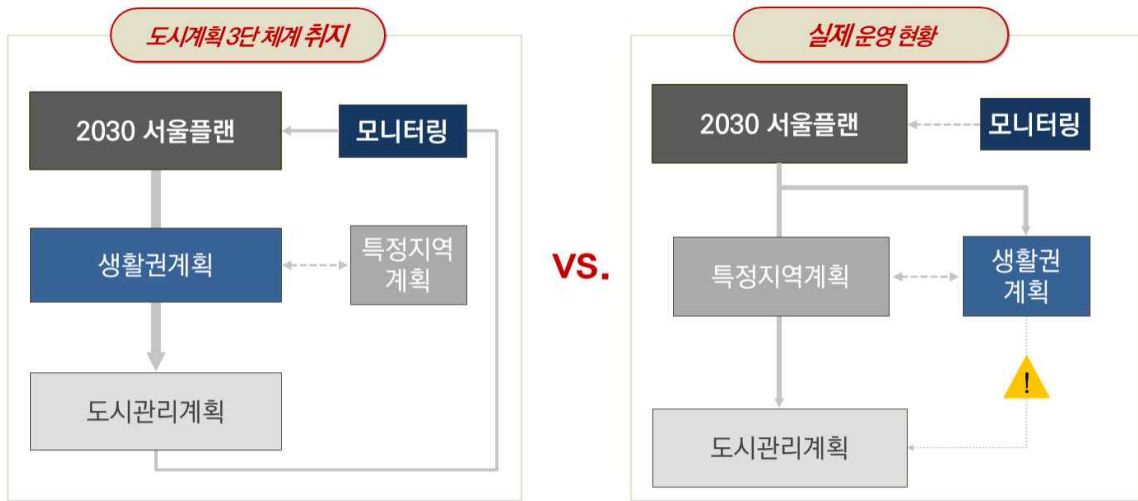 도시계획 3단 체계 취지
2030 서울플랜
모니터링
생활권계획
특정지역
계획
도시관리계획
VS.
실제 운영 현황
2030 서울플랜
모니터링
특정지역계획
생활권
계획
!
도시관리계획